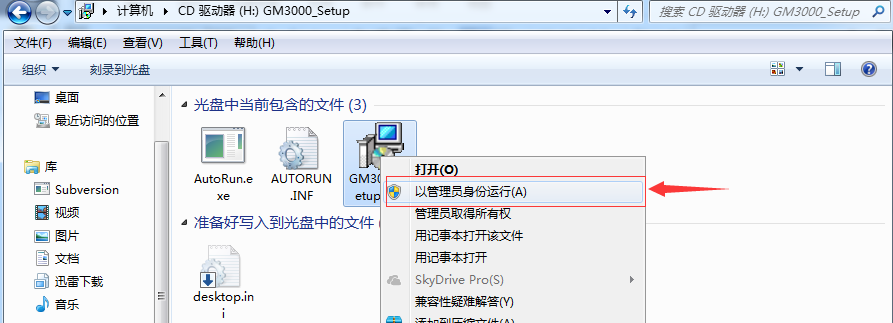 计算机 ▸ CD 驱动器 (H:) GM3000_Setup
搜索 CD 驱动器 (H:) GM3000_Setup
文件(F) 编辑(E) 查看(V) 工具(T) 帮助(H)
组织 刻录到光盘
桌面
最近访问的位置
库
Subversion
视频
图片
文档
迅雷下载
音乐
光盘中当前包含的文件 (3)
AutoRun.e
xe
AUTORUN
.INF
GM30
etup
准备好写入到光盘中的文件 (
desktop.in
i
打开(O)
以管理员身份运行(A)
管理员取得所有权
用记事本打开该文件
用记事本打开
SkyDrive Pro(S)
兼容性疑难解答(Y)
添加到压缩文件(A)